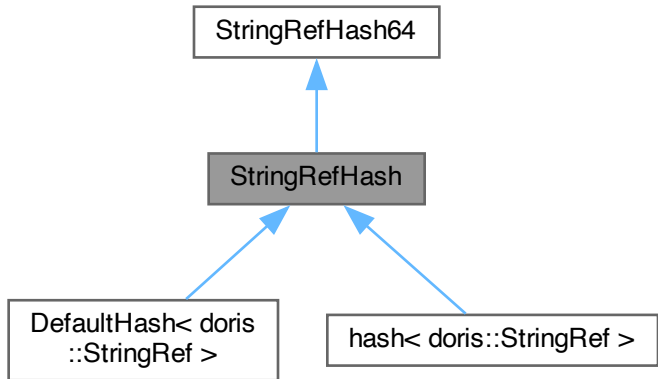 StringRefHash64
StringRefHash
DefaultHash< doris
::StringRef >
hash< doris::StringRef >